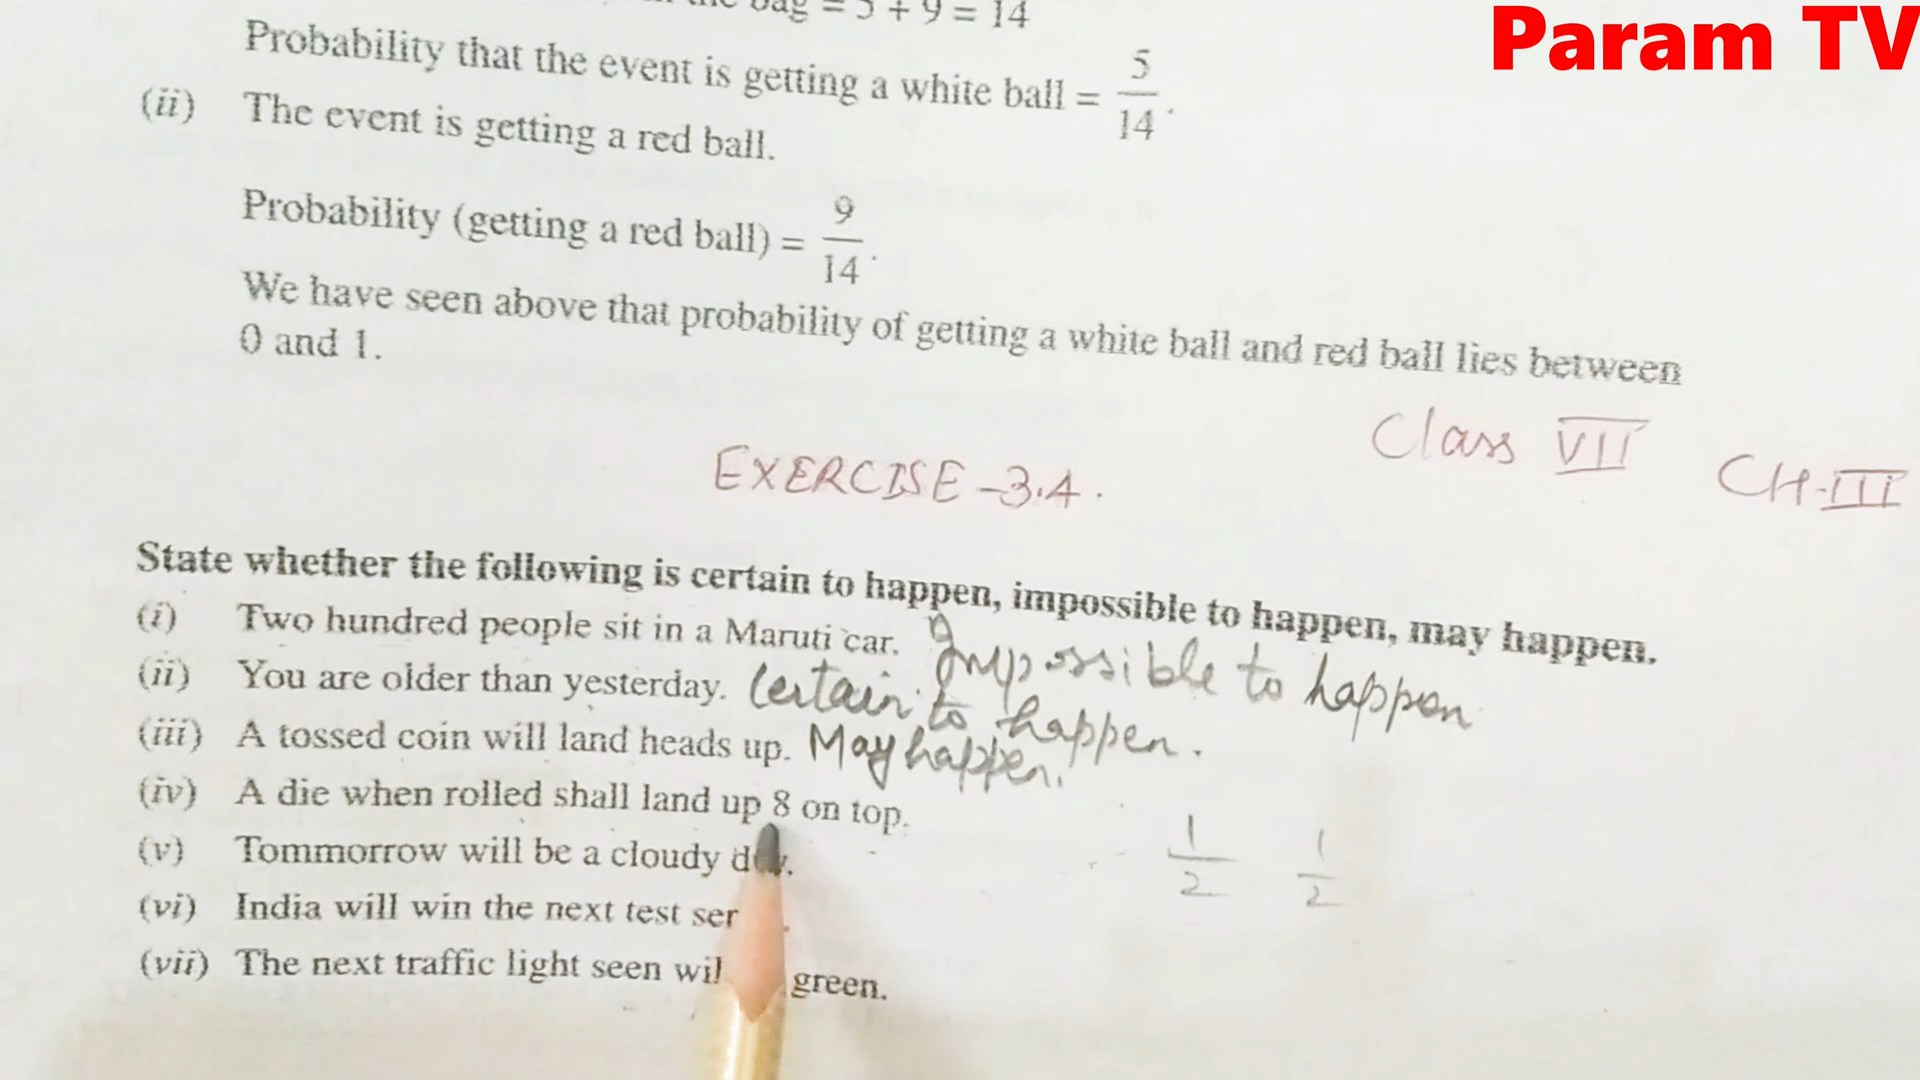 Param TV
bag = 5 + 9 = 14
Probability that the event is getting a white ball = 5/14.
(ii) The event is getting a red ball.
Probability (getting a red ball) = 9/14.
We have seen above that probability of getting a white ball and red ball lies between
0 and 1.
Class VII CH-III
EXERCISE-3.4.
State whether the following is certain to happen, impossible to happen, may happen.
(i) Two hundred people sit in a Maruti car. Impossible to happen
(ii) You are older than yesterday. Certain to happen.
(iii) A tossed coin will land heads up. May happen.
(iv) A die when rolled shall land up 8 on top.
1/2 1/2
(v) Tommorrow will be a cloudy
(vi) India will win the next test
(vii) The next traffic light seen green.